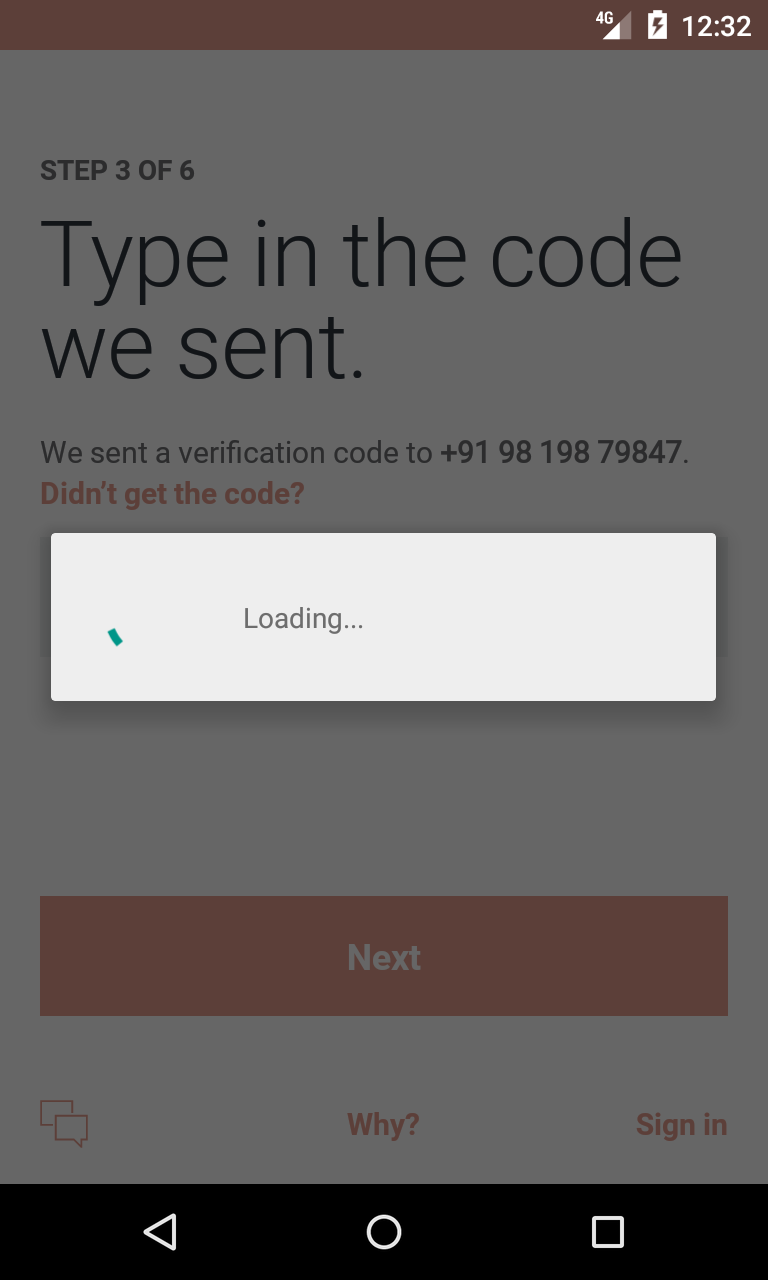 4G 12:32
STEP 3 OF 6
Type in the code
we sent.
We sent a verification code to +91 98 198 79847.
Didn’t get the code?
Loading...
Next
Why?
Sign in